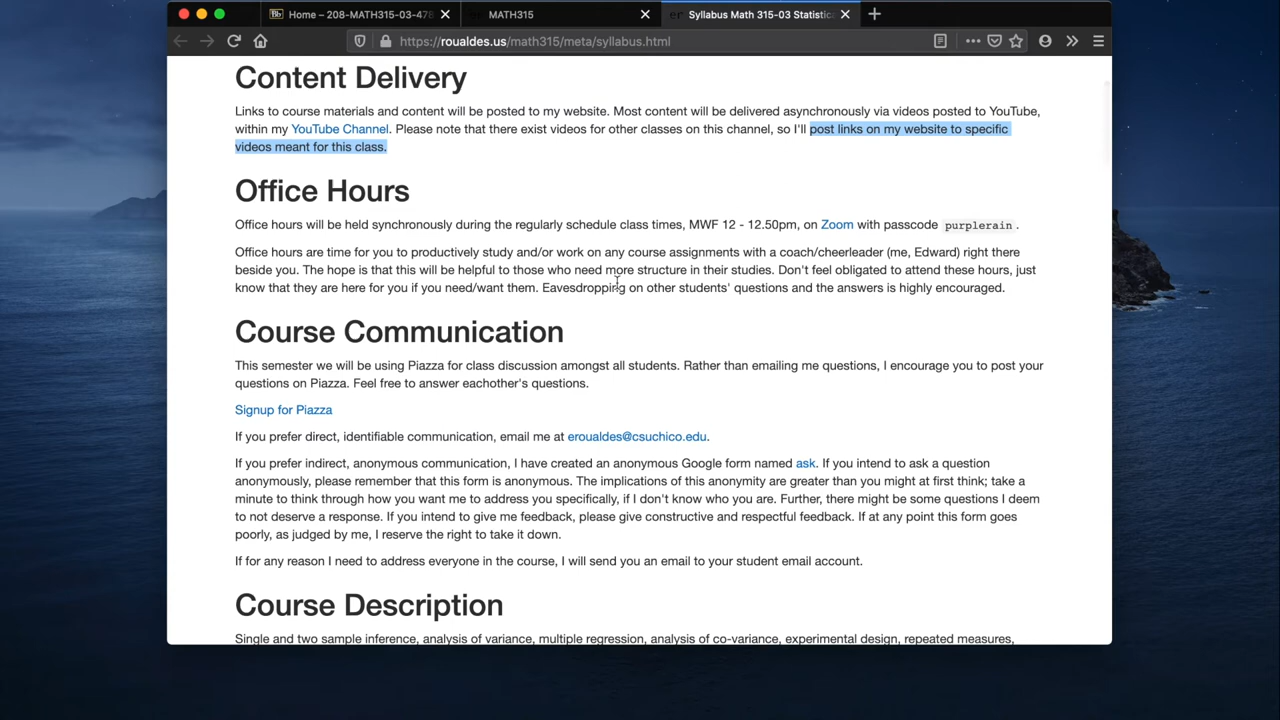 Home – 208-MATH315-03-478
MATH315
Syllabus Math 315-03 Statistic
https://roualdes.us/math315/meta/syllabus.html
Content Delivery
Links to course materials and content will be posted to my website. Most content will be delivered asynchronously via videos posted to YouTube,
within my YouTube Channel. Please note that there exist videos for other classes on this channel, so I'll post links on my website to specific
videos meant for this class.
Office Hours
Office hours will be held synchronously during the regularly schedule class times, MWF 12 - 12.50pm, on Zoom with passcode purplerain .
Office hours are time for you to productively study and/or work on any course assignments with a coach/cheerleader (me, Edward) right there
beside you. The hope is that this will be helpful to those who need more structure in their studies. Don't feel obligated to attend these hours, just
know that they are here for you if you need/want them. Eavesdropping on other students' questions and the answers is highly encouraged.
Course Communication
This semester we will be using Piazza for class discussion amongst all students. Rather than emailing me questions, I encourage you to post your
questions on Piazza. Feel free to answer eachother's questions.
Signup for Piazza
If you prefer direct, identifiable communication, email me at eroualdes@csuchico.edu.
If you prefer indirect, anonymous communication, I have created an anonymous Google form named ask. If you intend to ask a question
anonymously, please remember that this form is anonymous. The implications of this anonymity are greater than you might at first think; take a
minute to think through how you want me to address you specifically, if I don't know who you are. Further, there might be some questions I deem
to not deserve a response. If you intend to give me feedback, please give constructive and respectful feedback. If at any point this form goes
poorly, as judged by me, I reserve the right to take it down.
If for any reason I need to address everyone in the course, I will send you an email to your student email account.
Course Description
Single and two sample inference, analysis of variance, multiple regression, analysis of co-variance, experimental design, repeated measures,